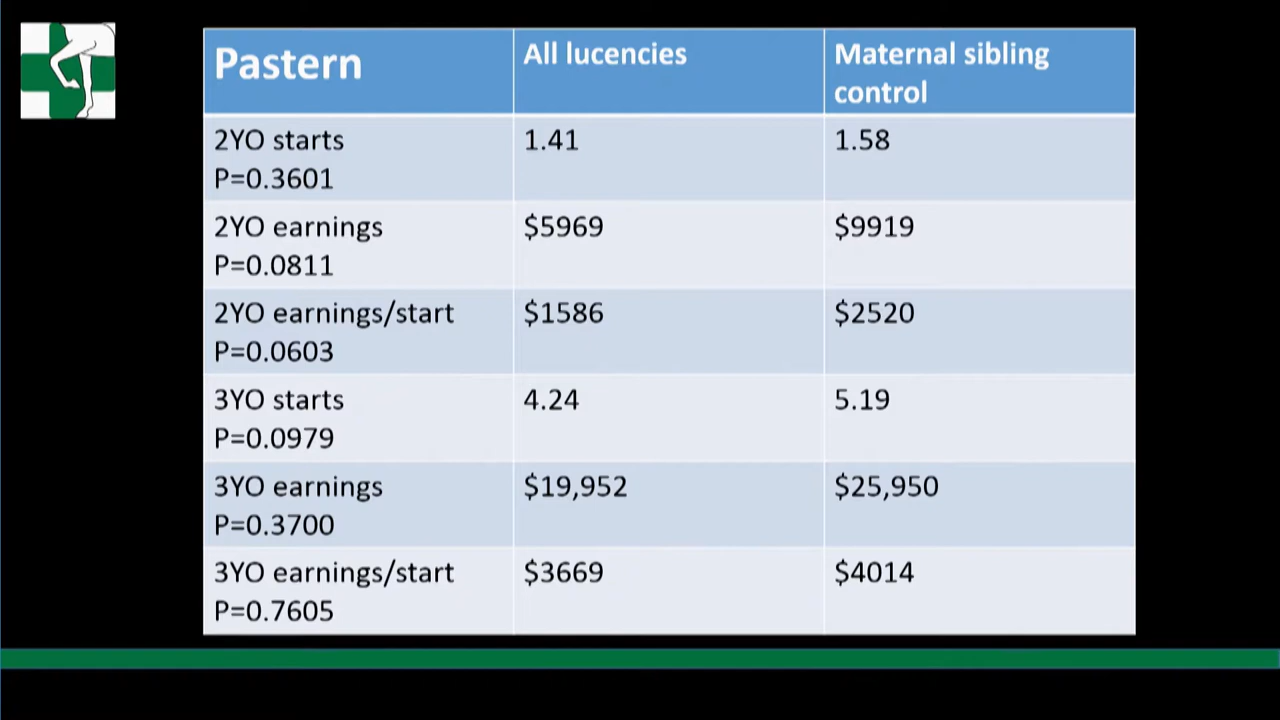 Pastern
All lucencies
Maternal sibling
control
2YO starts
P=0.3601
1.41
1.58
2YO earnings
P=0.0811
$5969
$9919
2YO earnings/start
P=0.0603
$1586
$2520
3YO starts
P=0.0979
4.24
5.19
3YO earnings
P=0.3700
$19,952
$25,950
3YO earnings/start
P=0.7605
$3669
$4014